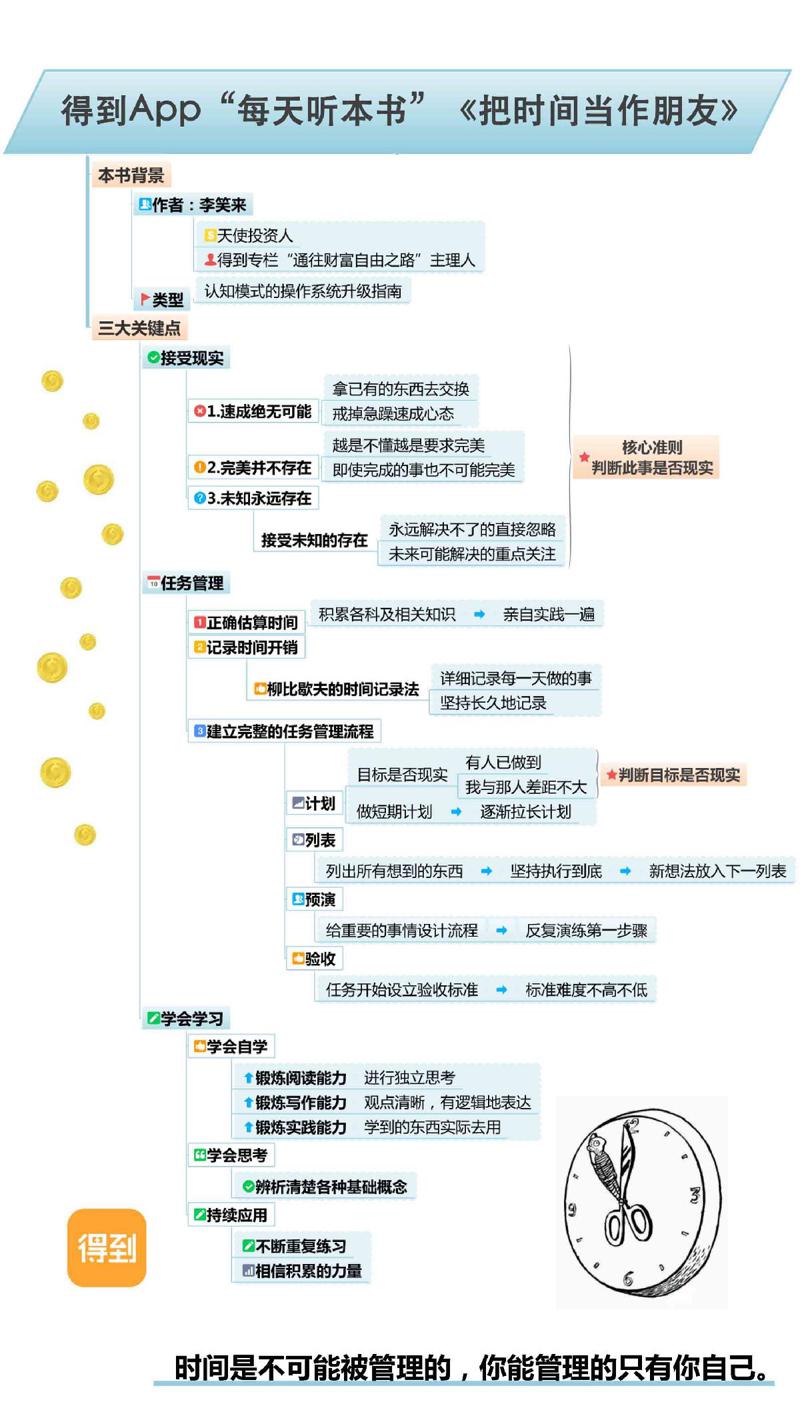 得到App“每天听本书” 《把时间当作朋友》
本书背景
作者：李笑来
天使投资人
得到专栏“通往财富自由之路”主理人
类型
认知模式的操作系统升级指南
三大关键点
接受现实
1.速成绝无可能
拿已有的东西去交换
戒掉急躁速成心态
2.完美并不存在
越是不懂越是要求完美
即使完成的事也不可能完美
3.未知永远存在
接受未知的存在
永远解决不了的直接忽略
未来可能解决的重点关注
核心准则
判断此事是否现实
任务管理
1 正确估算时间
积累各科及相关知识 → 亲自实践一遍
2 记录时间开销
柳比歇夫的时间记录法
详细记录每一天做的事
坚持长久地记录
3 建立完整的任务管理流程
计划
目标是否现实
有人已做到
我与那人差距不大
判断目标是否现实
做短期计划 → 逐渐拉长计划
列表
列出所有想到的东西 → 坚持执行到底 → 新想法放入下一列表
预演
给重要的事情设计流程 → 反复演练第一步骤
验收
任务开始设立验收标准 → 标准难度不高不低
学会学习
学会自学
锻炼阅读能力 进行独立思考
锻炼写作能力 观点清晰，有逻辑地表达
锻炼实践能力 学到的东西实际去用
学会思考
辨析清楚各种基础概念
持续应用
不断重复练习
相信积累的力量
得到
3
6
9
时间是不可能被管理的，你能管理的只有你自己。